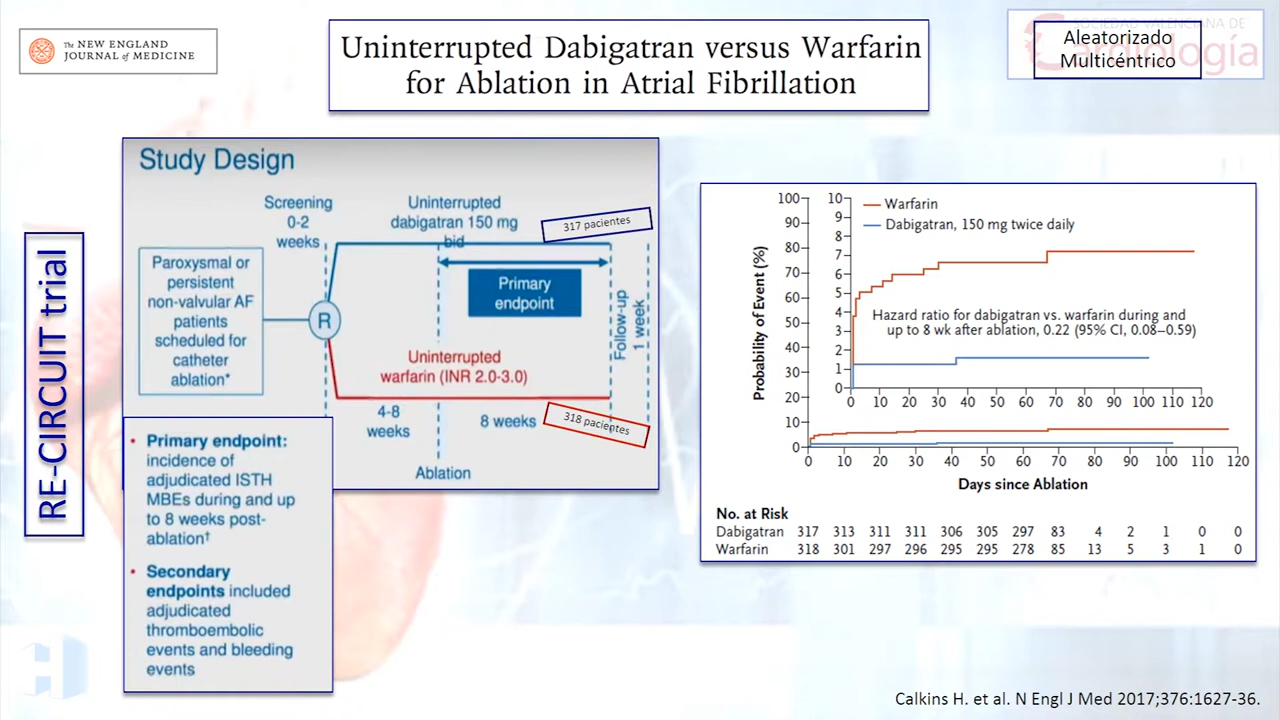 The NEW ENGLAND
JOURNAL of MEDICINE
Uninterrupted Dabigatran versus Warfarin
for Ablation in Atrial Fibrillation
SOCIEDAD VALENCIANA DE
Cardiología
Aleatorizado
Multicéntrico
RE-CIRCUIT trial
Study Design
Screening
0-2
weeks
Uninterrupted
dabigatran 150 mg
bid
317 pacientes
Paroxysmal or
persistent
non-valvular AF
patients
scheduled for
catheter
ablation*
R
Primary
endpoint
Follow-up
1 week
Uninterrupted
warfarin (INR 2.0-3.0)
4-8
weeks
8 weeks
318 pacientes
Ablation
• Primary endpoint:
incidence of
adjudicated ISTH
MBEs during and up
to 8 weeks post-
ablation†
• Secondary
endpoints included
adjudicated
thromboembolic
events and bleeding
events
Probability of Event (%)
100
90
80
70
60
50
40
30
20
10
0
10
9
8
7
6
5
4
3
2
1
0
Warfarin
Dabigatran, 150 mg twice daily
Hazard ratio for dabigatran vs. warfarin during and
up to 8 wk after ablation, 0.22 (95% CI, 0.08–0.59)
0 10 20 30 40 50 60 70 80 90 100 110 120
0 10 20 30 40 50 60 70 80 90 100 110 120
Days since Ablation
No. at Risk
Dabigatran 317 313 311 311 306 305 297 83 4 2 1 0 0
Warfarin 318 301 297 296 295 295 278 85 13 5 3 1 0
Calkins H. et al. N Engl J Med 2017;376:1627-36.